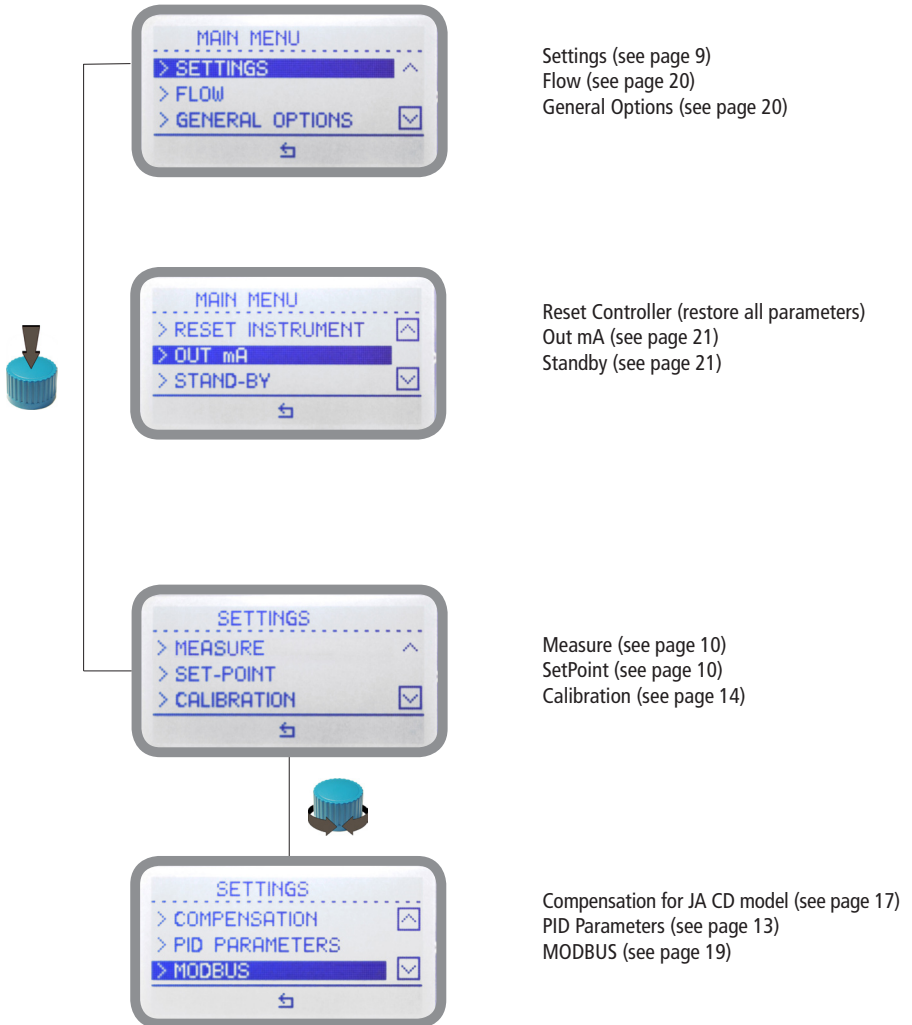 MAIN MENU
> SETTINGS
> FLOW
> GENERAL OPTIONS
Settings (see page 9)
Flow (see page 20)
General Options (see page 20)
MAIN MENU
> RESET INSTRUMENT
> OUT mA
> STAND-BY
Reset Controller (restore all parameters)
Out mA (see page 21)
Standby (see page 21)
SETTINGS
> MEASURE
> SET-POINT
> CALIBRATION
Measure (see page 10)
SetPoint (see page 10)
Calibration (see page 14)
SETTINGS
> COMPENSATION
> PID PARAMETERS
> MODBUS
Compensation for JA CD model (see page 17)
PID Parameters (see page 13)
MODBUS (see page 19)